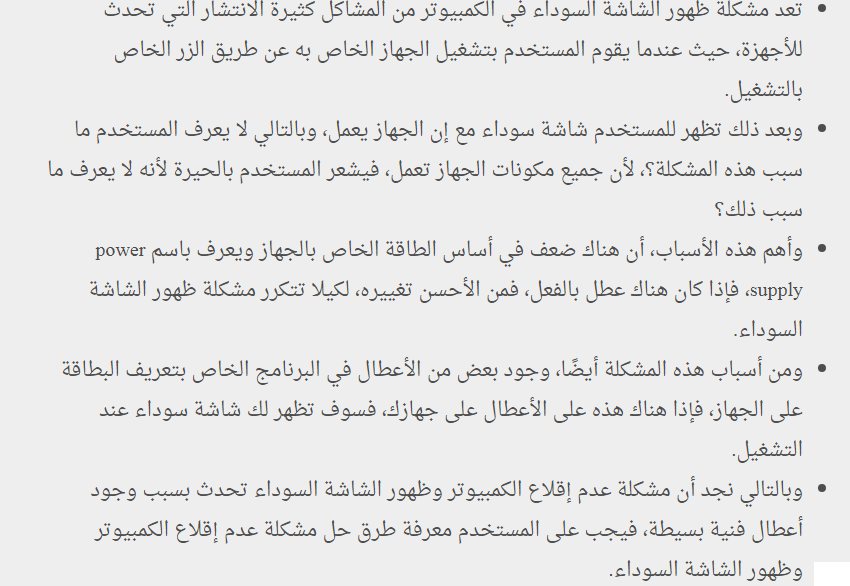 تعد مشكلة ظهور الشاشة السوداء في الكمبيوتر من المشاكل كثيرة الانتشار التي تحدث
للأجهزة، حيث عندما يقوم المستخدم بتشغيل الجهاز الخاص به عن طريق الزر الخاص
بالتشغيل.
وبعد ذلك تظهر للمستخدم شاشة سوداء مع إن الجهاز يعمل، وبالتالي لا يعرف المستخدم ما
سبب هذه المشكلة؟، لأن جميع مكونات الجهاز تعمل، فيشعر المستخدم بالحيرة لأنه لا يعرف ما
سبب ذلك؟
وأهم هذه الأسباب، أن هناك ضعف في أساس الطاقة الخاص بالجهاز ويعرف باسم power
supply، فإذا كان هناك عطل بالفعل، فمن الأحسن تغييره، لكيلا تتكرر مشكلة ظهور الشاشة
السوداء.
ومن أسباب هذه المشكلة أيضًا، وجود بعض من الأعطال في البرنامج الخاص بتعريف البطاقة
على الجهاز، فإذا هناك هذه على الأعطال على جهازك، فسوف تظهر لك شاشة سوداء عند
التشغيل.
وبالتالي نجد أن مشكلة عدم إقلاع الكمبيوتر وظهور الشاشة السوداء تحدث بسبب وجود
أعطال فنية بسيطة، فيجب على المستخدم معرفة طرق حل مشكلة عدم إقلاع الكمبيوتر
وظهور الشاشة السوداء.